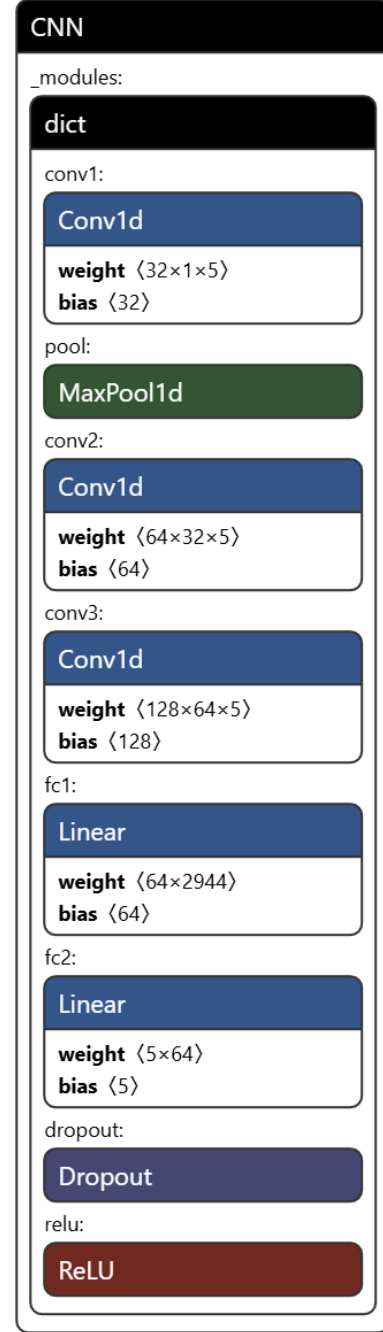 CNN
_modules:
dict
conv1:
Conv1d
weight〈32×1×5〉
bias〈32〉
pool:
MaxPool1d
conv2:
Conv1d
weight〈64×32×5〉
bias〈64〉
conv3:
Conv1d
weight〈128×64×5〉
bias〈128〉
fc1:
Linear
weight〈64×2944〉
bias〈64〉
fc2:
Linear
weight〈5×64〉
bias〈5〉
dropout:
Dropout
relu:
ReLU